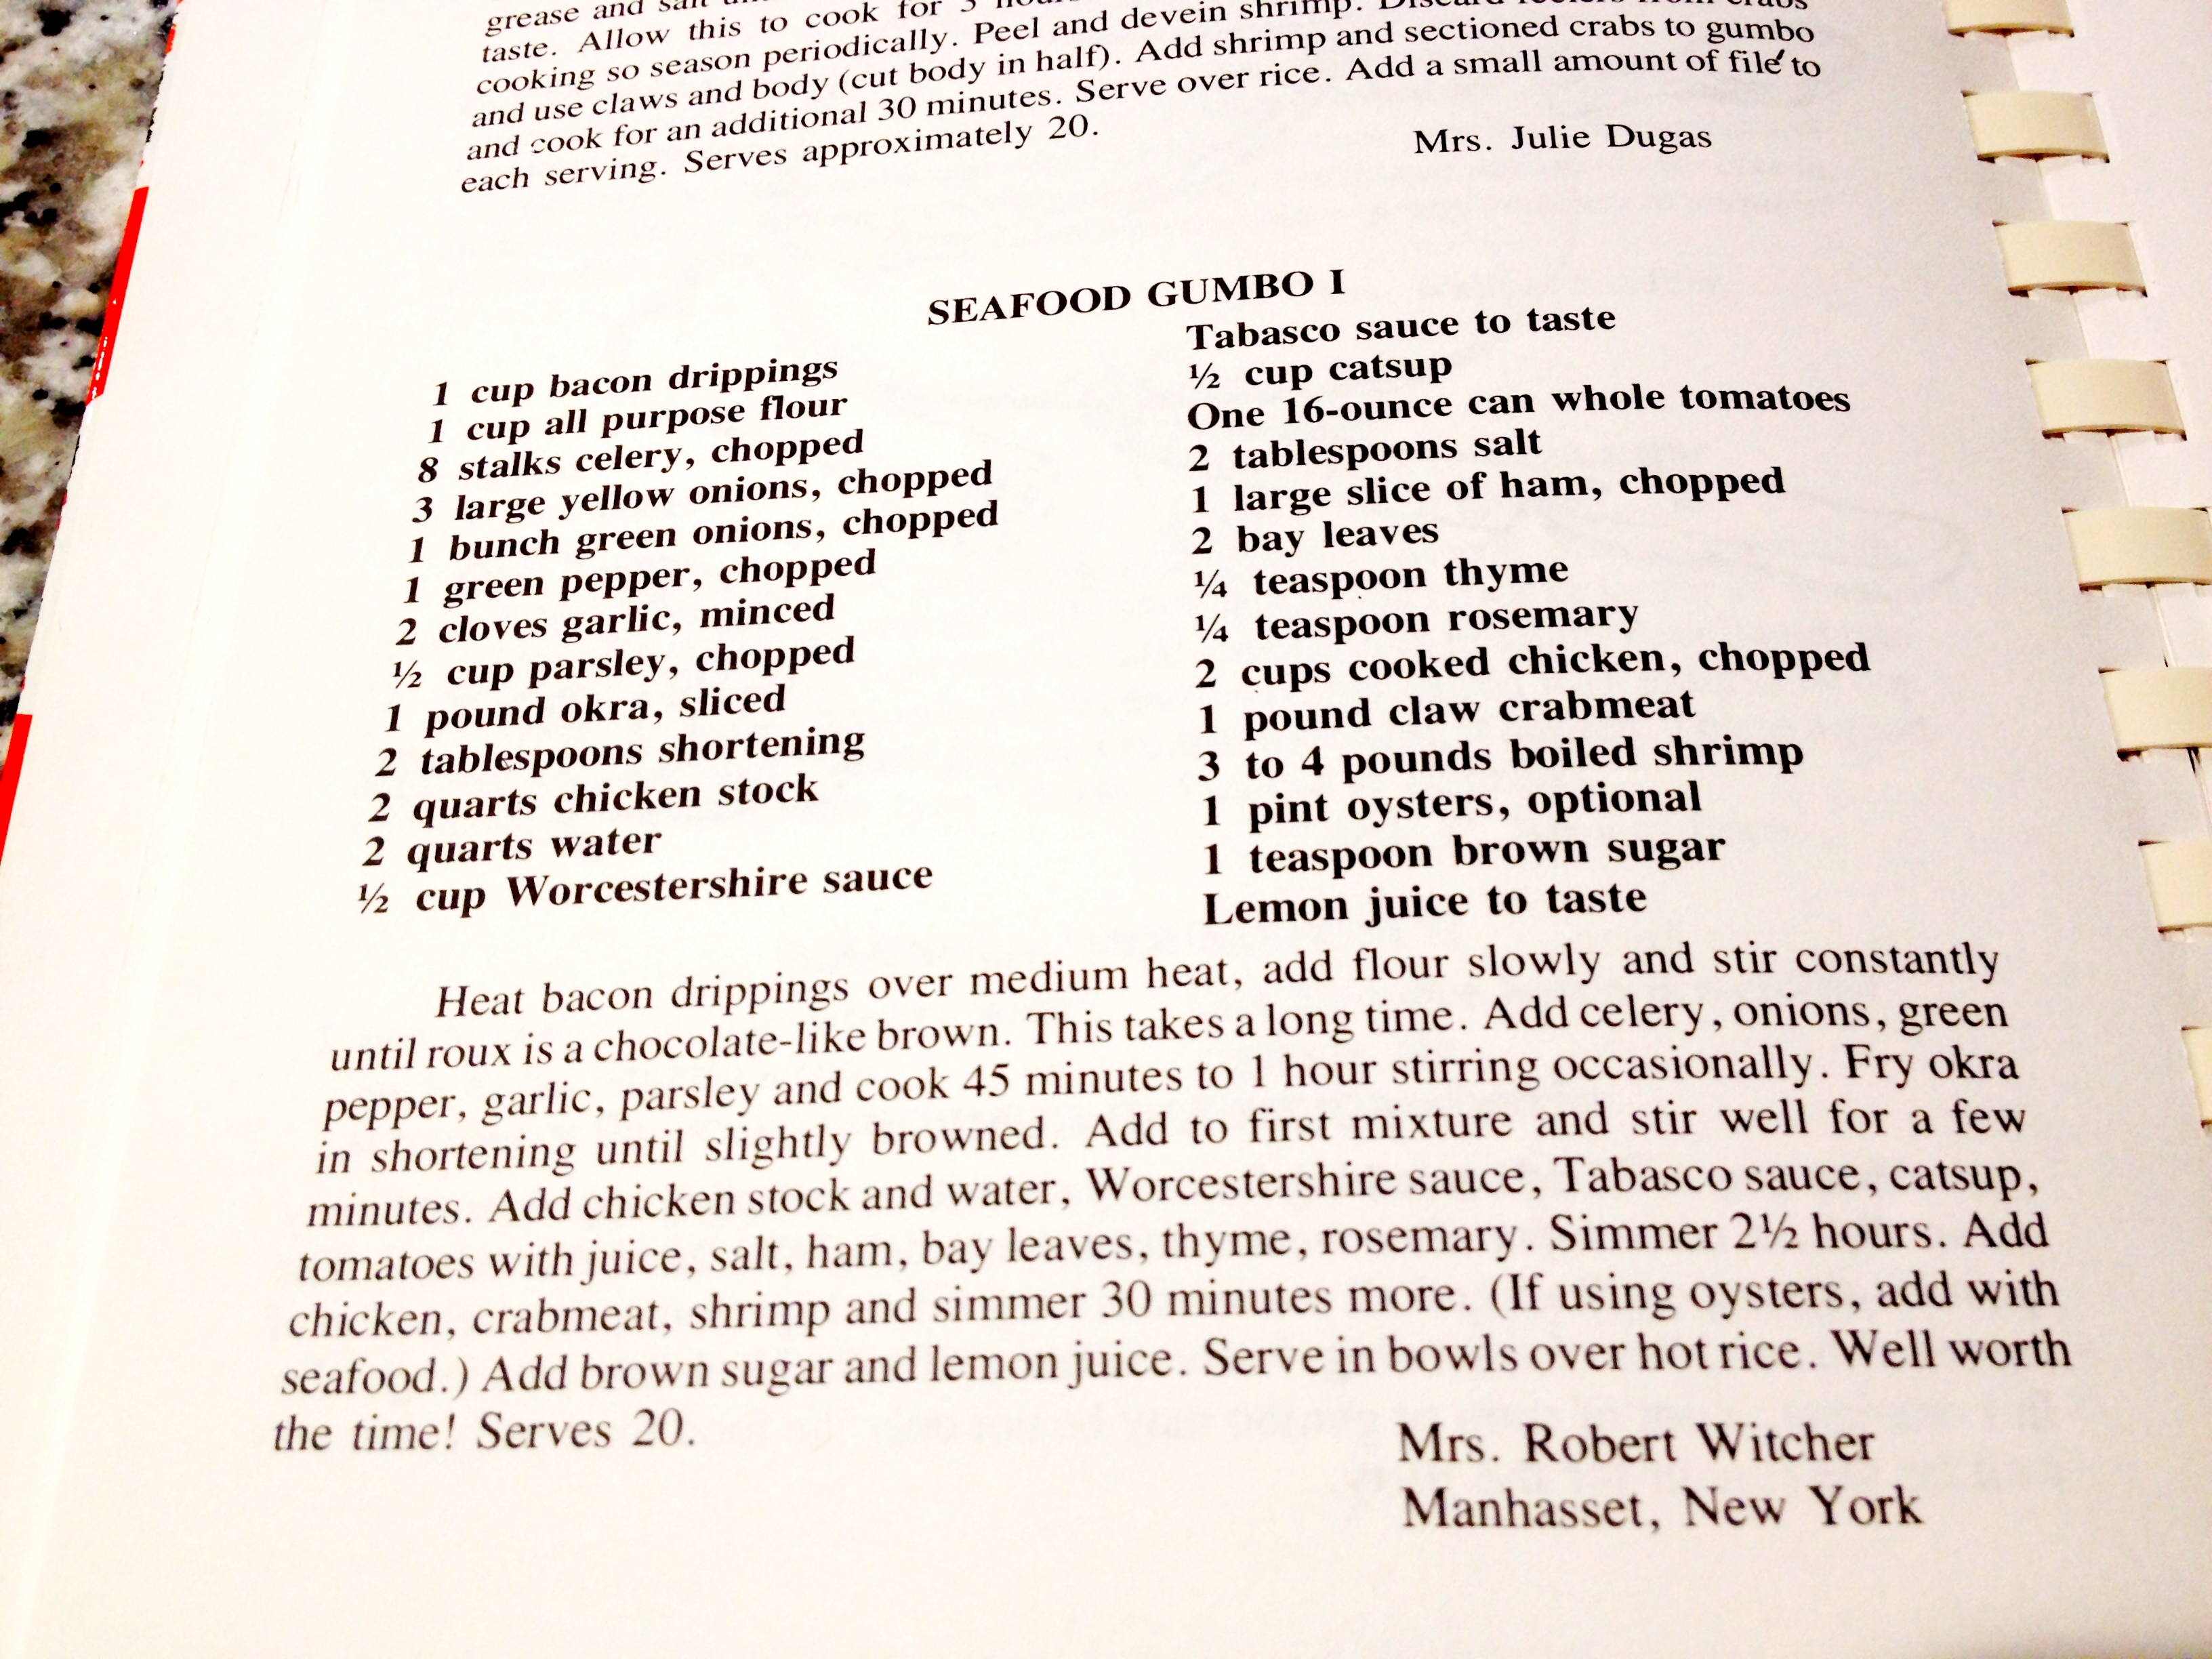 grease and salt
taste. Allow this to cook for 3
cooking so season periodically. Peel and devein shrimp. Discard from crabs
and use claws and body (cut body in half). Add shrimp and sectioned crabs to gumbo
and cook for an additional 30 minutes. Serve over rice. Add a small amount of file´ to
each serving. Serves approximately 20.
Mrs. Julie Dugas
SEAFOOD GUMBO I
1 cup bacon drippings
1 cup all purpose flour
8 stalks celery, chopped
3 large yellow onions, chopped
1 bunch green onions, chopped
1 green pepper, chopped
2 cloves garlic, minced
½ cup parsley, chopped
1 pound okra, sliced
2 tablespoons shortening
2 quarts chicken stock
2 quarts water
½ cup Worcestershire sauce
Tabasco sauce to taste
½ cup catsup
One 16-ounce can whole tomatoes
2 tablespoons salt
1 large slice of ham, chopped
2 bay leaves
¼ teaspoon thyme
¼ teaspoon rosemary
2 cups cooked chicken, chopped
1 pound claw crabmeat
3 to 4 pounds boiled shrimp
1 pint oysters, optional
1 teaspoon brown sugar
Lemon juice to taste
Heat bacon drippings over medium heat, add flour slowly and stir constantly
until roux is a chocolate-like brown. This takes a long time. Add celery, onions, green
pepper, garlic, parsley and cook 45 minutes to 1 hour stirring occasionally. Fry okra
in shortening until slightly browned. Add to first mixture and stir well for a few
minutes. Add chicken stock and water, Worcestershire sauce, Tabasco sauce, catsup,
tomatoes with juice, salt, ham, bay leaves, thyme, rosemary. Simmer 2½ hours. Add
chicken, crabmeat, shrimp and simmer 30 minutes more. (If using oysters, add with
seafood.) Add brown sugar and lemon juice. Serve in bowls over hot rice. Well worth
the time! Serves 20.
Mrs. Robert Witcher
Manhasset, New York